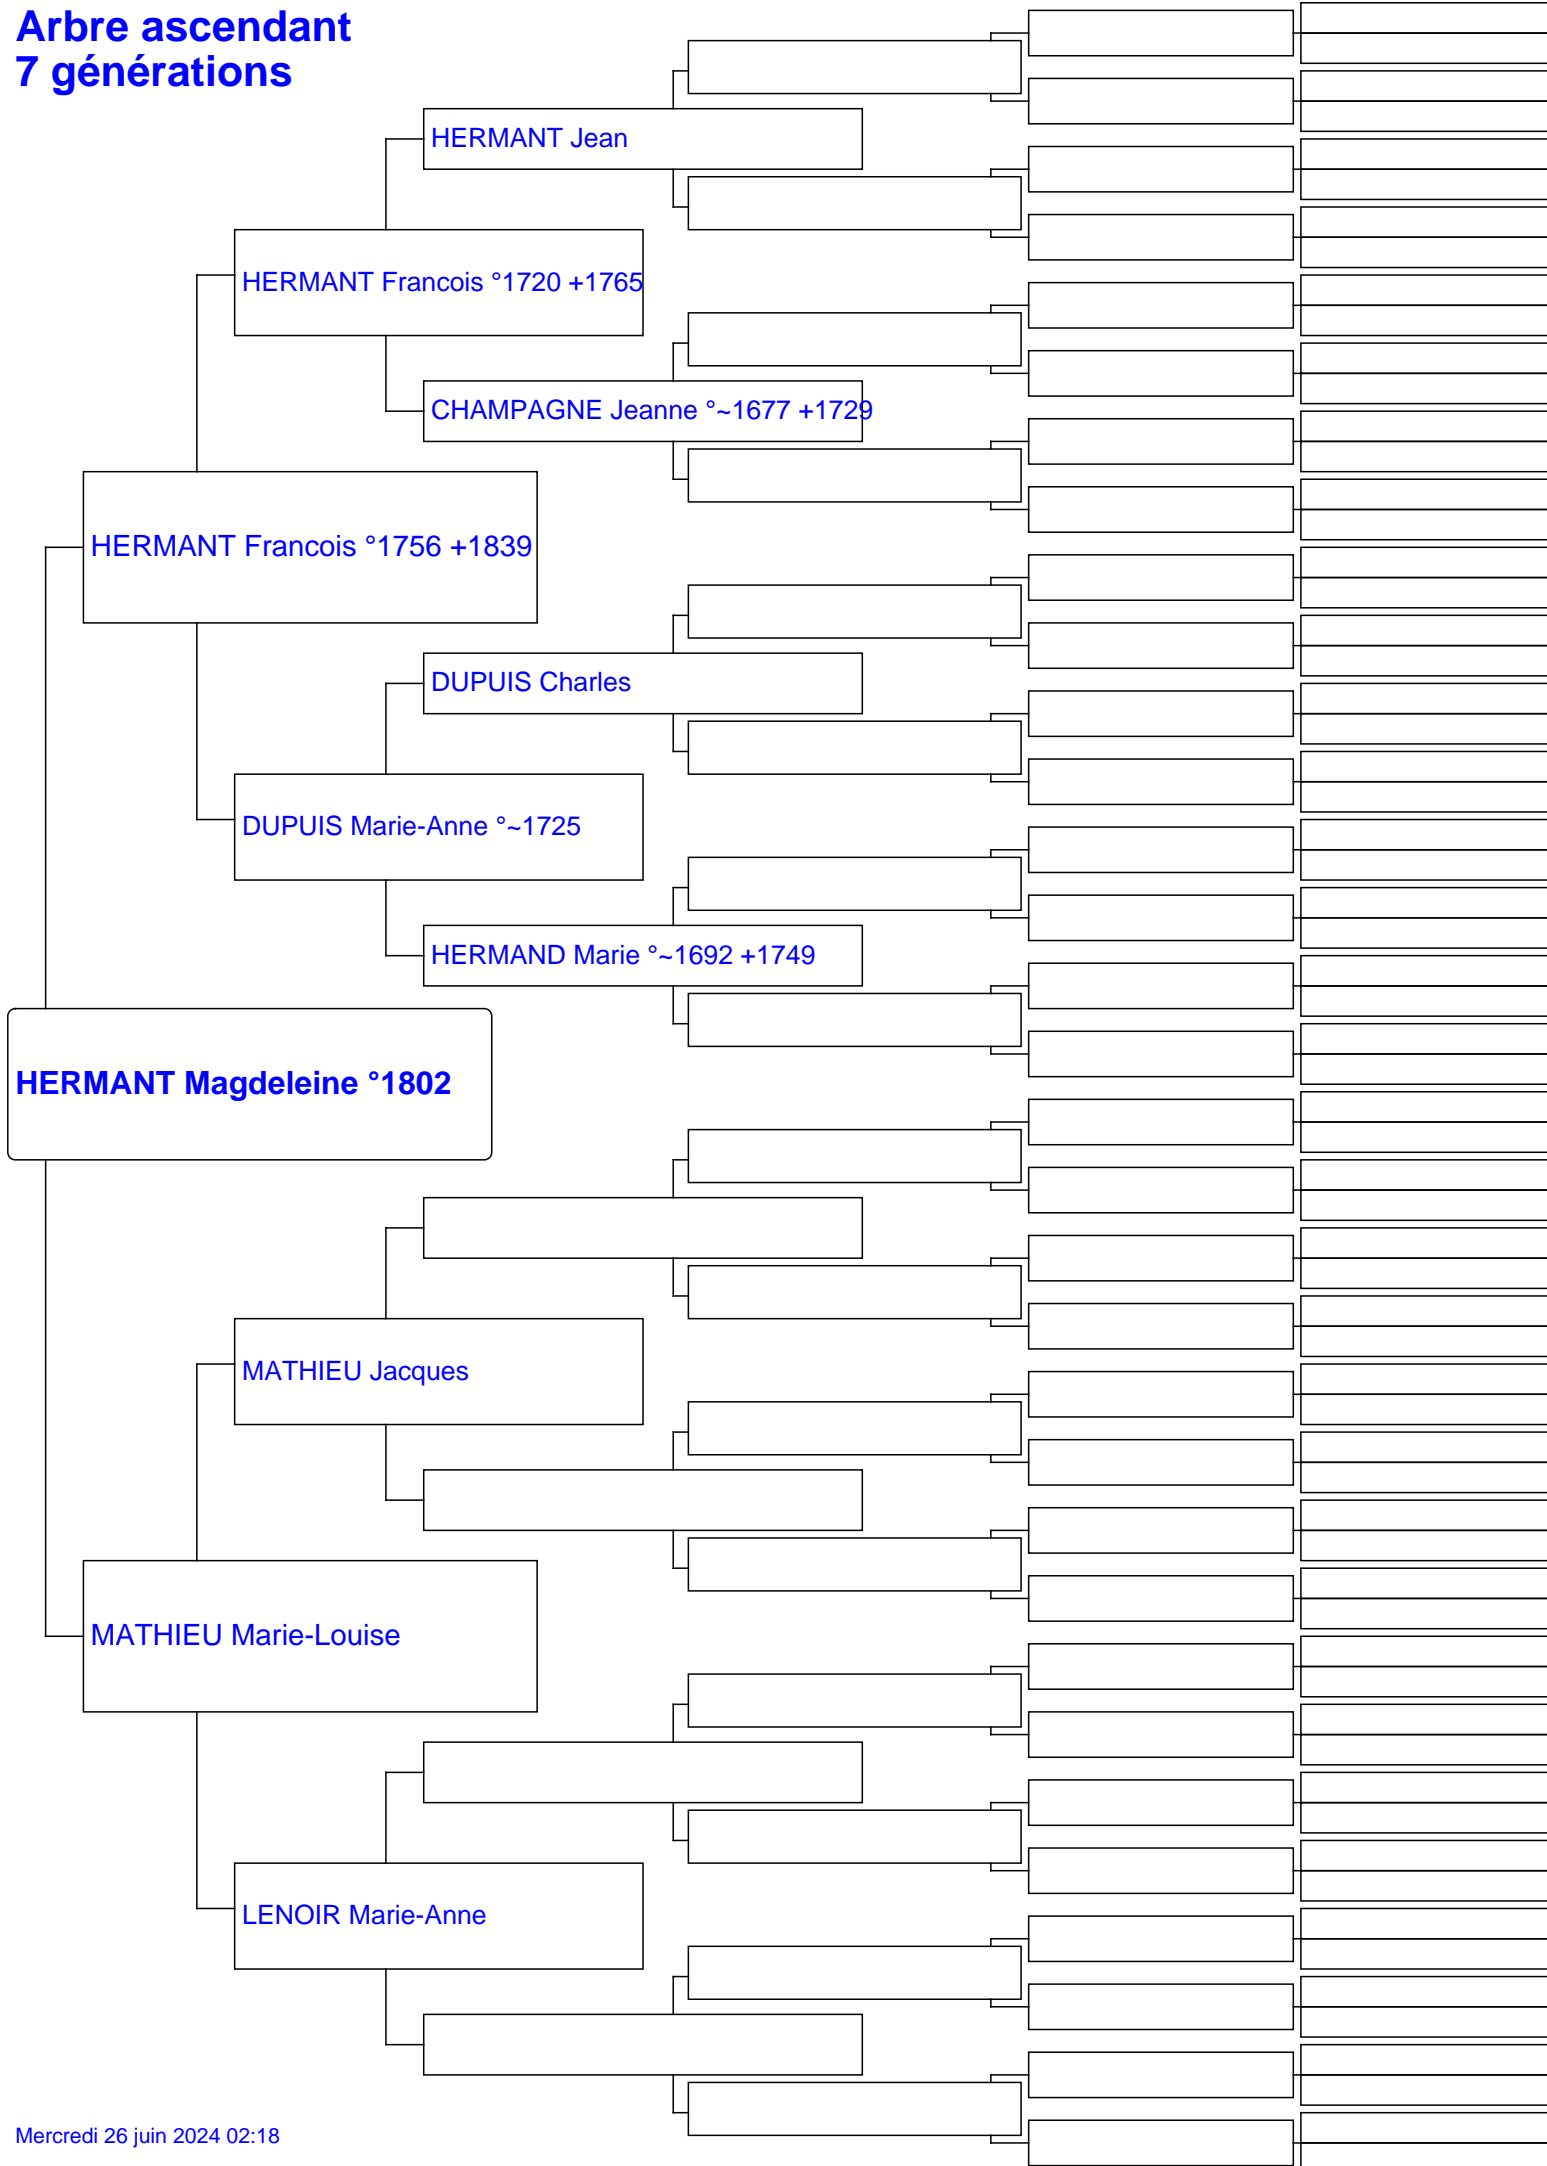 Arbre ascendant
7 générations
HERMANT Jean
HERMANT Francois °1720 +1765
CHAMPAGNE Jeanne °~1677 +1729
HERMANT Francois °1756 +1839
DUPUIS Charles
DUPUIS Marie-Anne °~1725
HERMAND Marie °~1692 +1749
HERMANT Magdeleine °1802
MATHIEU Jacques
MATHIEU Marie-Louise
LENOIR Marie-Anne
Mercredi 26 juin 2024 02:18